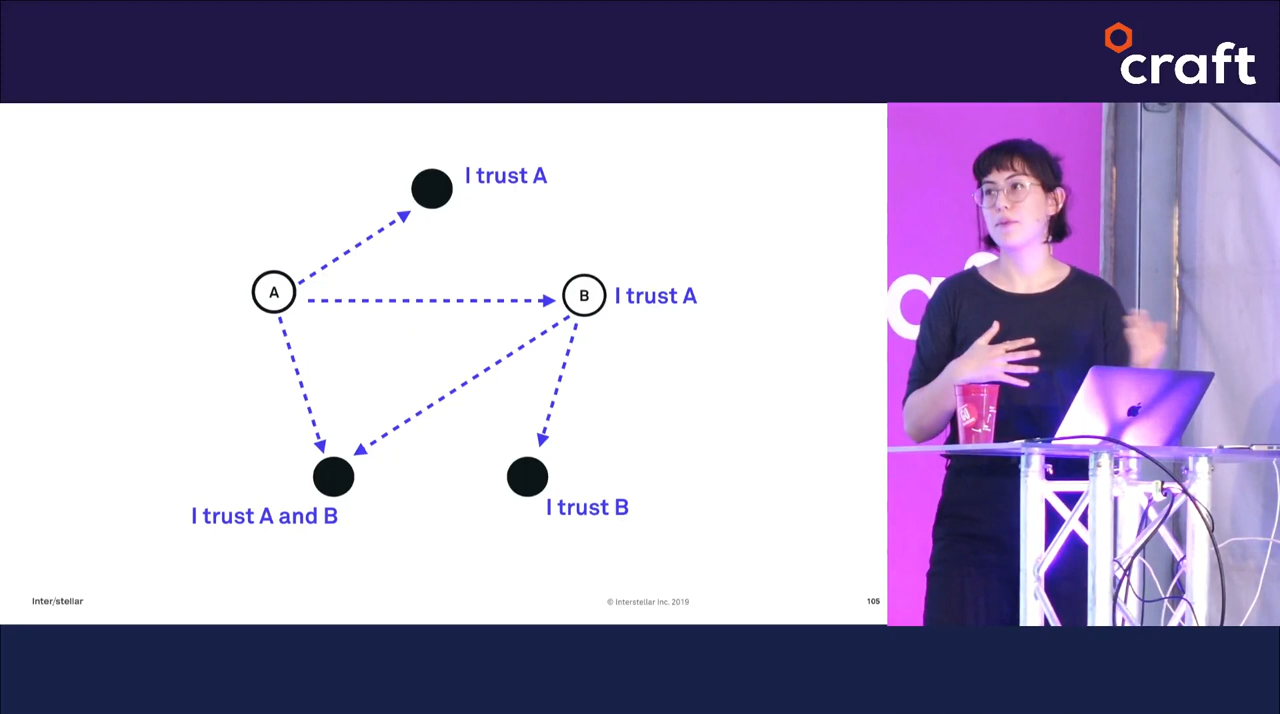 craft
I trust A
A
B
I trust A
I trust A and B
I trust B
Inter/stellar
© Interstellar Inc. 2019
105